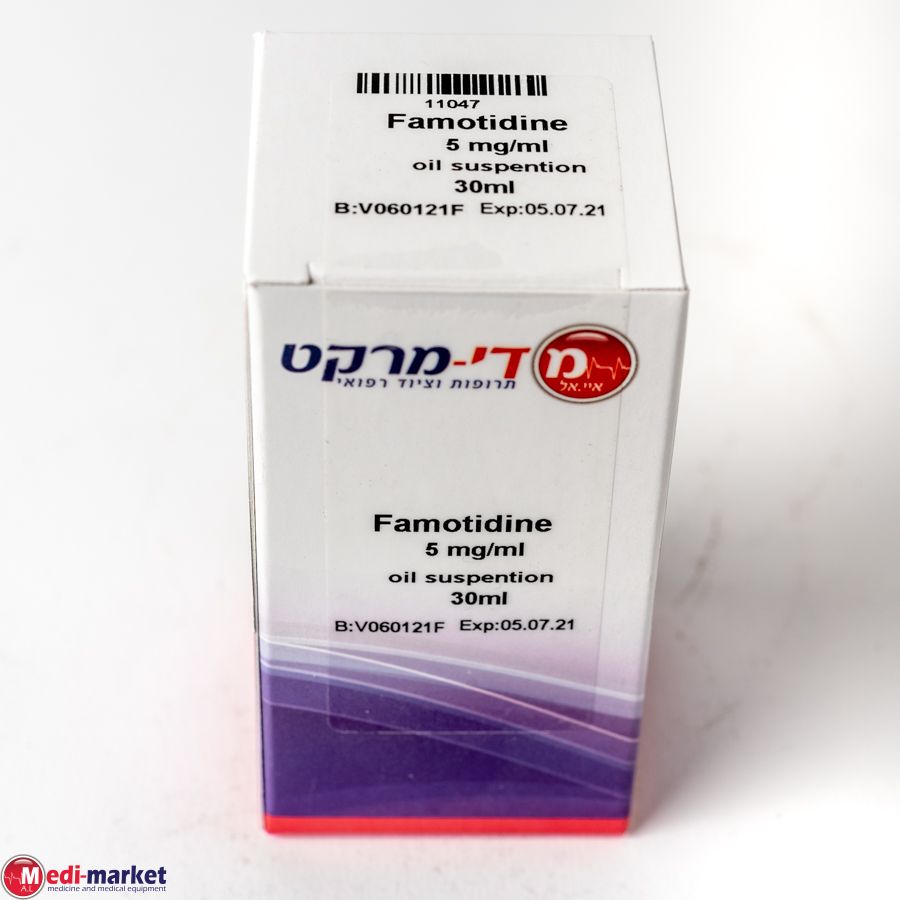 11047
Famotidine
5 mg/ml
oil suspention
30ml
B:V060121F Exp:05.07.21
מדי-מרקט
איי.אל
תרופות וציוד רפואי
Famotidine
5 mg/ml
oil suspention
30ml
B:V060121F Exp:05.07.21
Medi-market
A.L
medicine and medical equipment